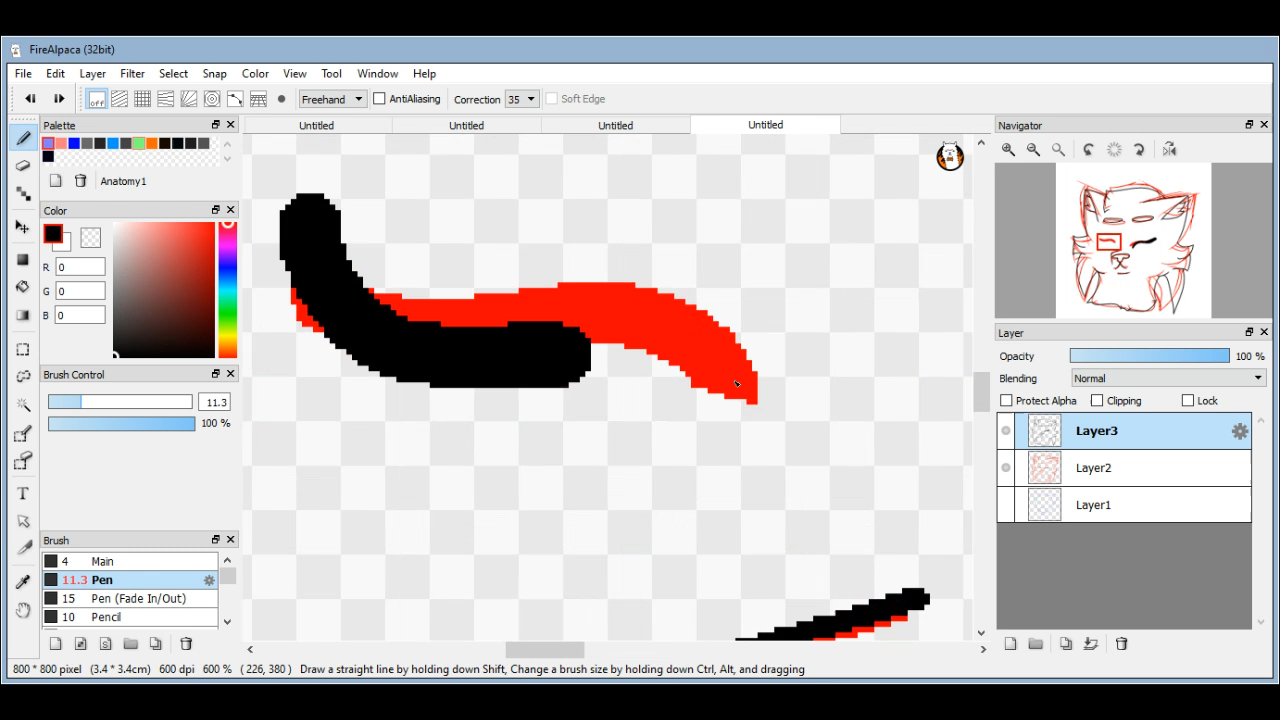 FireAlpaca (32bit)
File Edit Layer Filter Select Snap Color View Tool Window Help
off Freehand AntiAliasing Correction 35 Soft Edge
Palette
Anatomy1
Color
R 0
G 0
B 0
Brush Control
11.3
100 %
Brush
4 Main
11.3 Pen
15 Pen (Fade In/Out)
10 Pencil
Untitled Untitled Untitled Untitled
Navigator
Layer
Opacity 100 %
Blending Normal
Protect Alpha Clipping Lock
Layer3
Layer2
Layer1
800 * 800 pixel (3.4 * 3.4cm) 600 dpi 600 % ( 226, 380 ) Draw a straight line by holding down Shift, Change a brush size by holding down Ctrl, Alt, and dragging